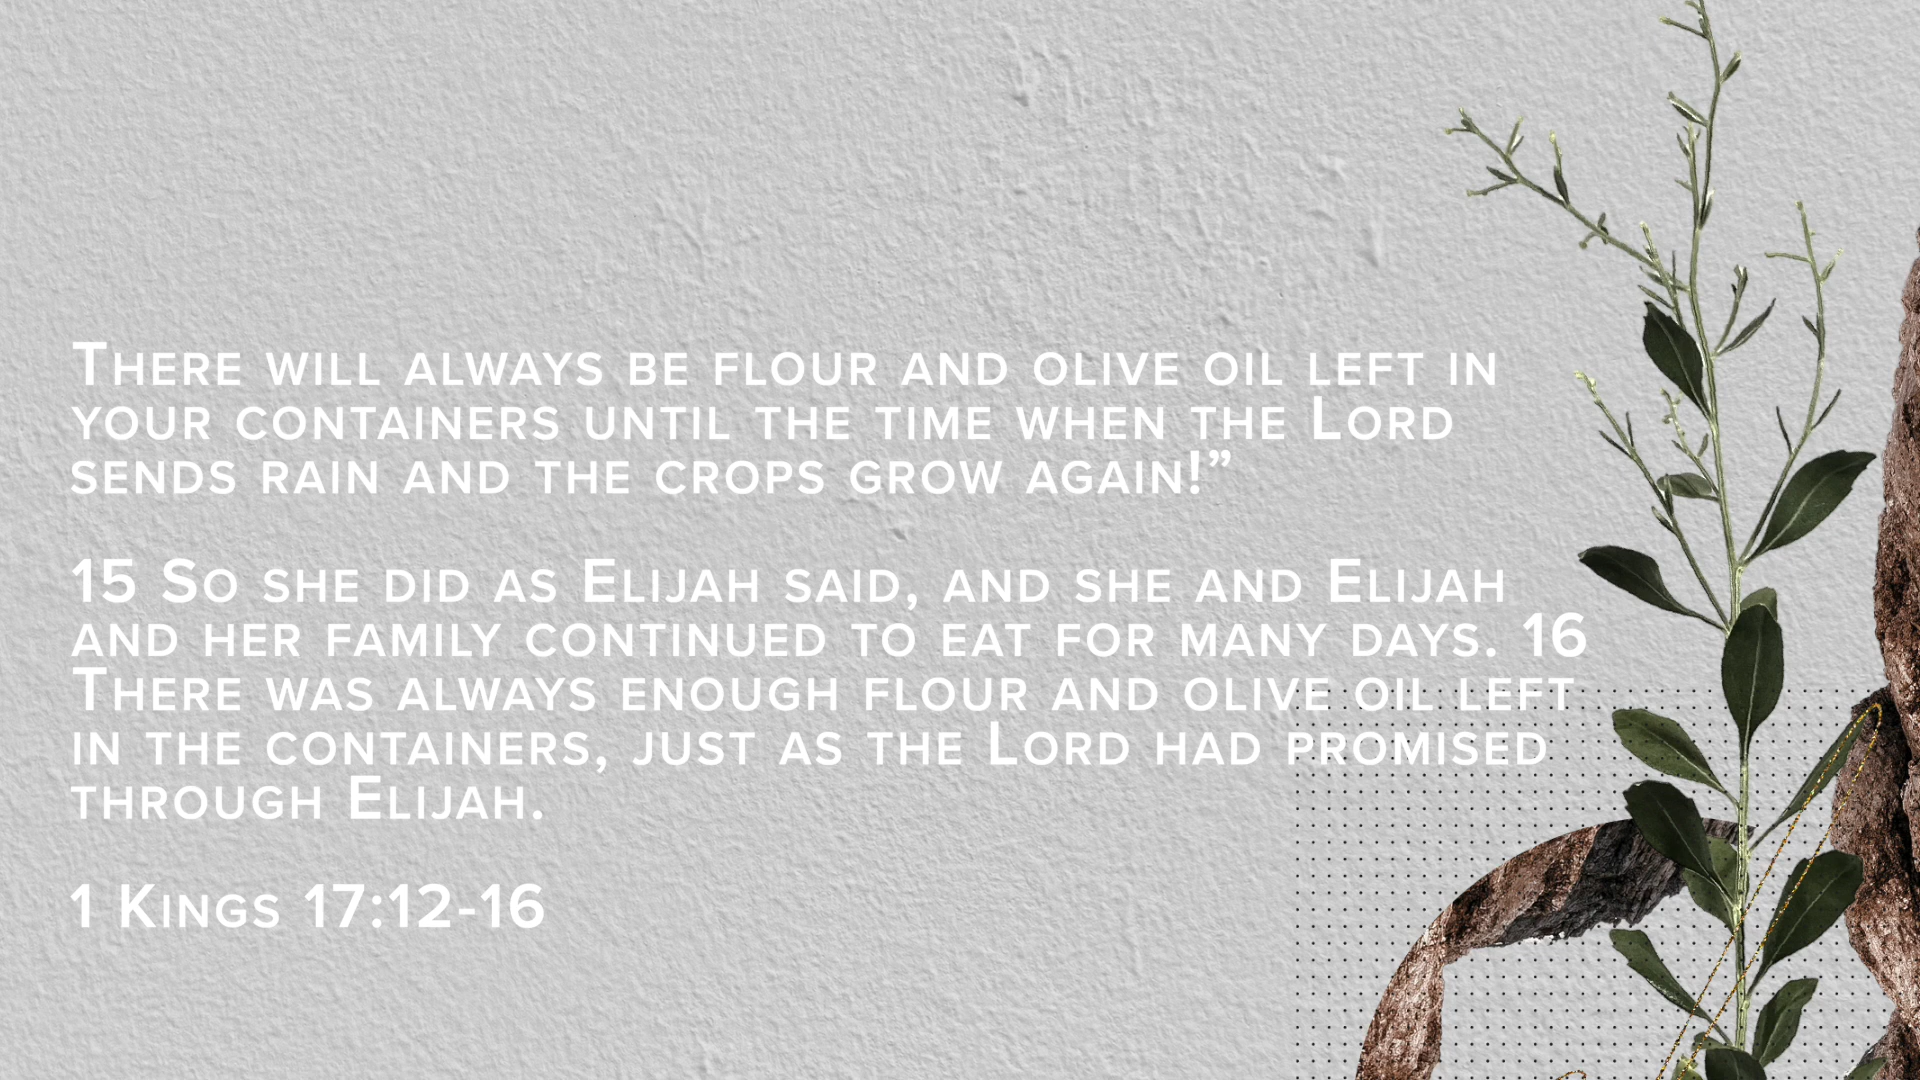 There will always be flour and olive oil left in
your containers until the time when the Lord
sends rain and the crops grow again!”
15 So she did as Elijah said, and she and Elijah
and her family continued to eat for many days. 16
There was always enough flour and olive oil left
in the containers, just as the Lord had promised
through Elijah.
1 Kings 17:12-16